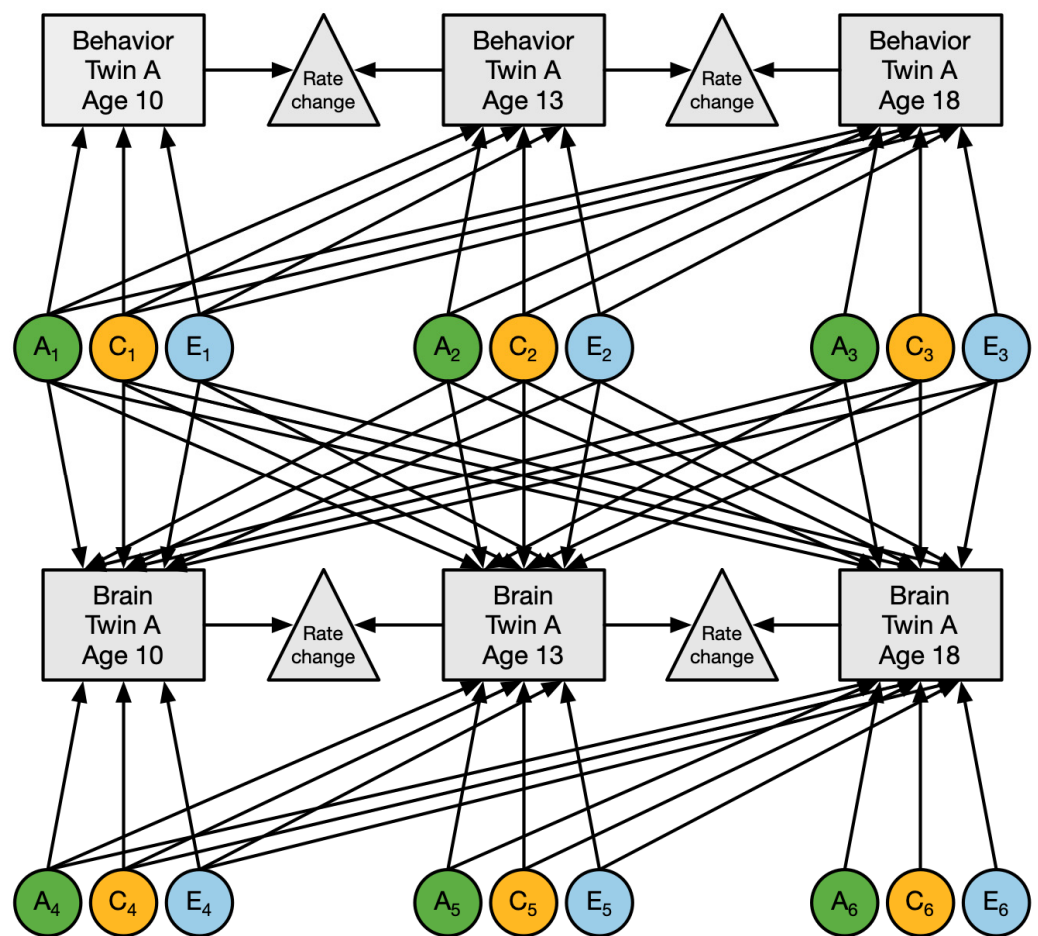 Behavior
Twin A
Age 10
Rate
change
Behavior
Twin A
Age 13
Rate
change
Behavior
Twin A
Age 18
A₁ C₁ E₁ A₂ C₂ E₂ A₃ C₃ E₃
Brain
Twin A
Age 10
Rate
change
Brain
Twin A
Age 13
Rate
change
Brain
Twin A
Age 18
A₄ C₄ E₄ A₅ C₅ E₅ A₆ C₆ E₆